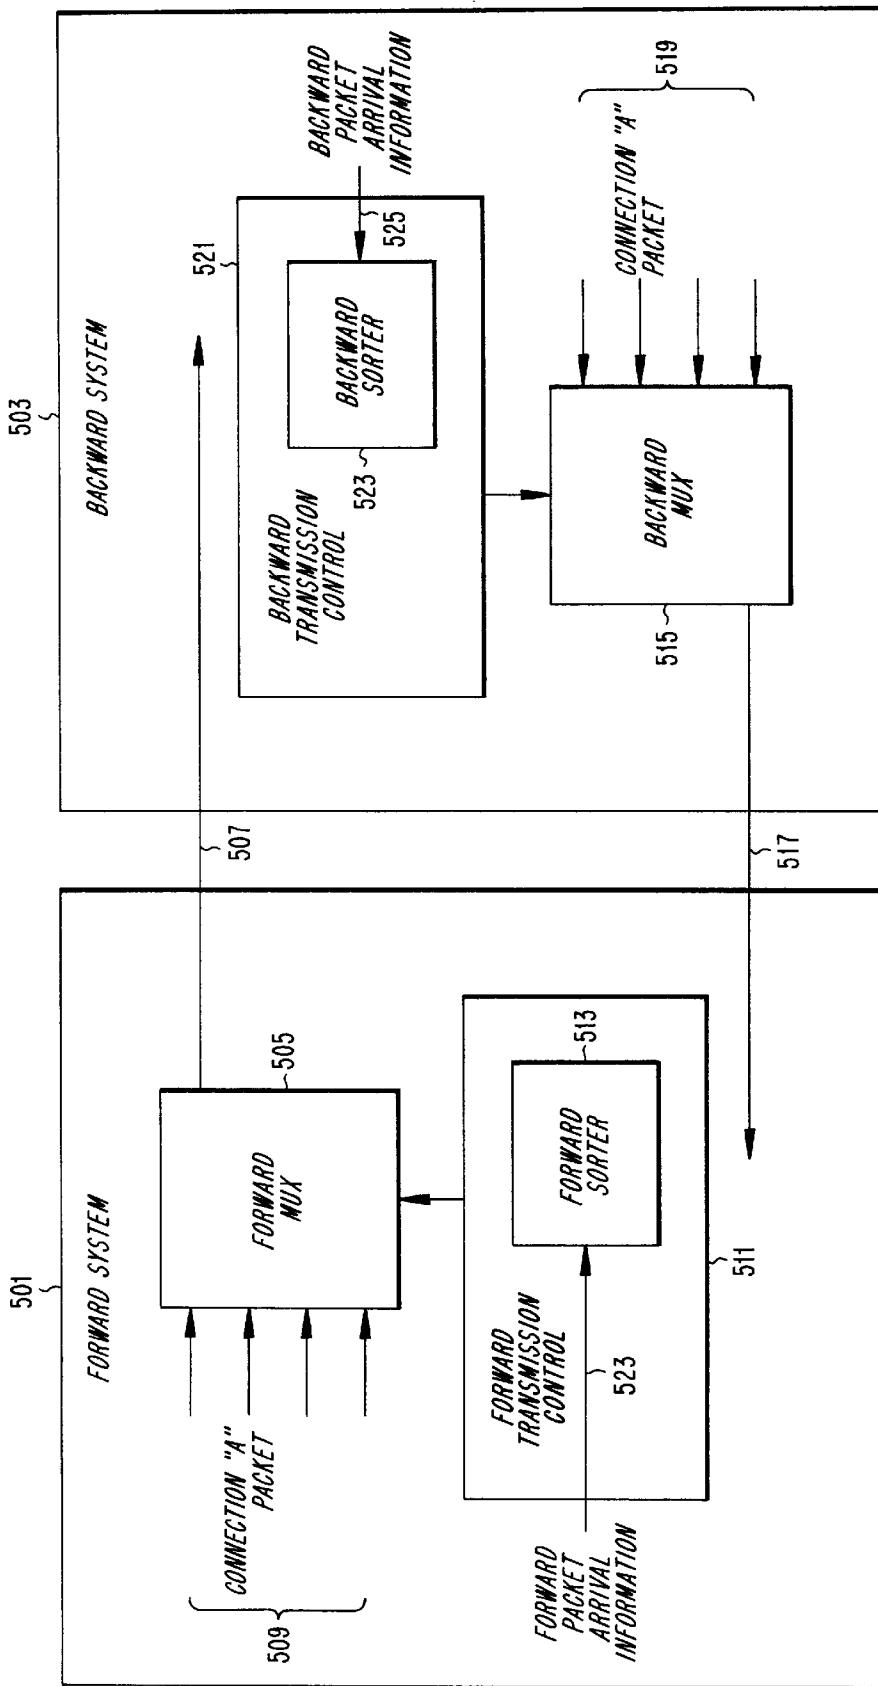 501
FORWARD SYSTEM
509
CONNECTION "A"
PACKET
FORWARD
MUX
505
507
FORWARD
PACKET
ARRIVAL
INFORMATION
FORWARD
TRANSMISSION
CONTROL
523
FORWARD
SORTER
513
511
503
BACKWARD SYSTEM
521
BACKWARD
TRANSMISSION
CONTROL
523
BACKWARD
SORTER
525
BACKWARD
PACKET
ARRIVAL
INFORMATION
515
BACKWARD
MUX
CONNECTION "A"
PACKET
519
517